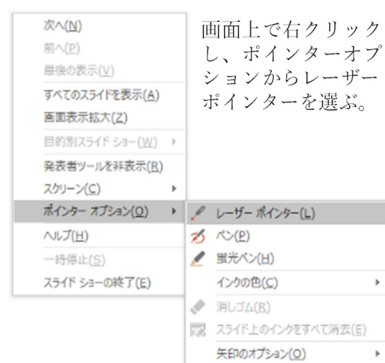 画面上で右クリック
し、ポインターオプ
ションからレーザー
ポインターを選ぶ。
次へ(N)
前へ(P)
最後の表示(V)
すべてのスライドを表示(A)
画面表示拡大(Z)
目的別スライド ショー(W)
発表者ツールを非表示(R)
スクリーン(C)
ポインター オプション(O)
ヘルプ(H)
一時停止(S)
スライド ショーの終了(E)
レーザー ポインター(L)
ペン(P)
蛍光ペン(H)
インクの色(C)
消しゴム(R)
スライド上のインクをすべて消去(E)
矢印のオプション(O)